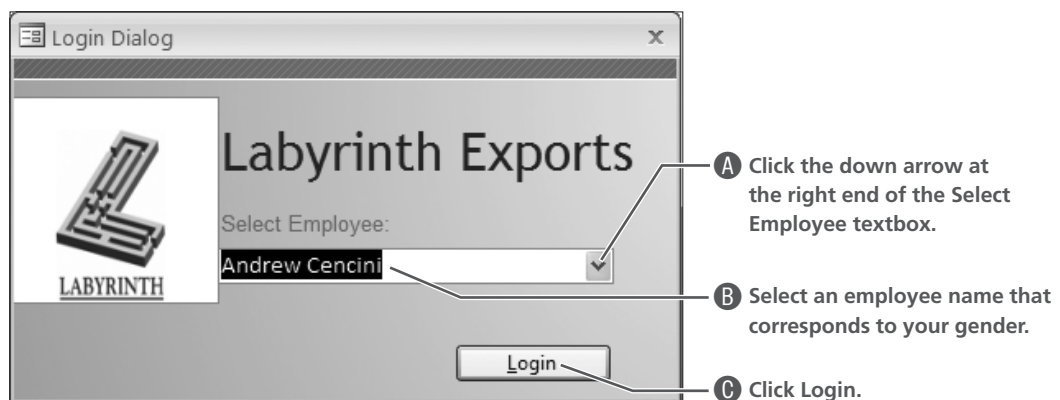 Login Dialog
x
Labyrinth Exports
LABYRINTH
Select Employee:
Andrew Cencini
Login
A Click the down arrow at
the right end of the Select
Employee textbox.
B Select an employee name that
corresponds to your gender.
C Click Login.